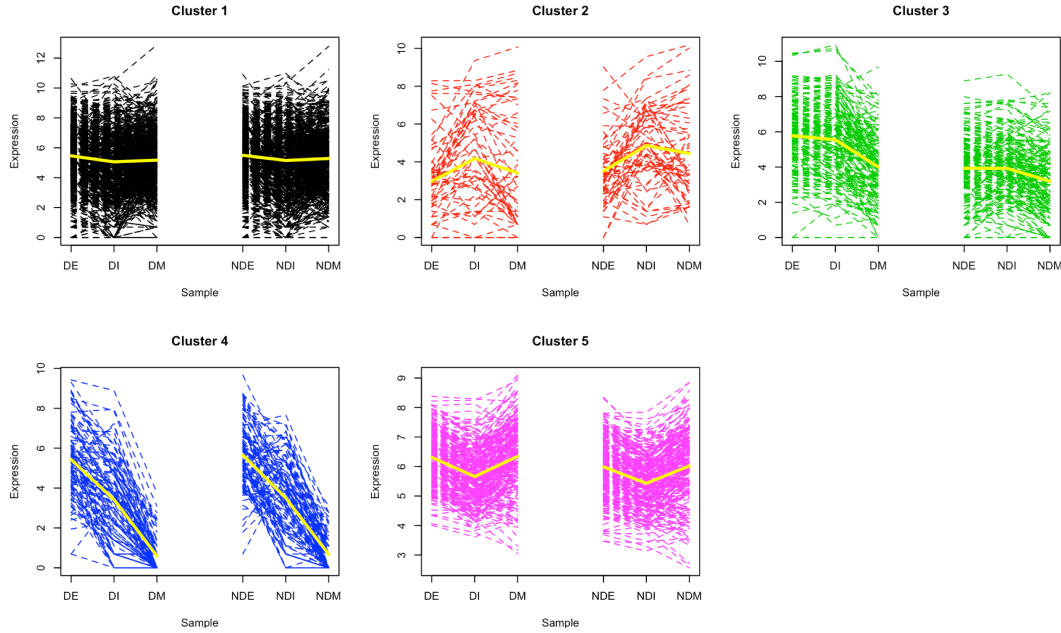 Cluster 1
Expression
12
10
8
6
4
2
0
DE DI DM NDE NDI NDM
Sample
Cluster 2
Expression
10
8
6
4
2
0
DE DI DM NDE NDI NDM
Sample
Cluster 3
Expression
10
8
6
4
2
0
DE DI DM NDE NDI NDM
Sample
Cluster 4
Expression
10
8
6
4
2
0
DE DI DM NDE NDI NDM
Sample
Cluster 5
Expression
9
8
7
6
5
4
3
DE DI DM NDE NDI NDM
Sample